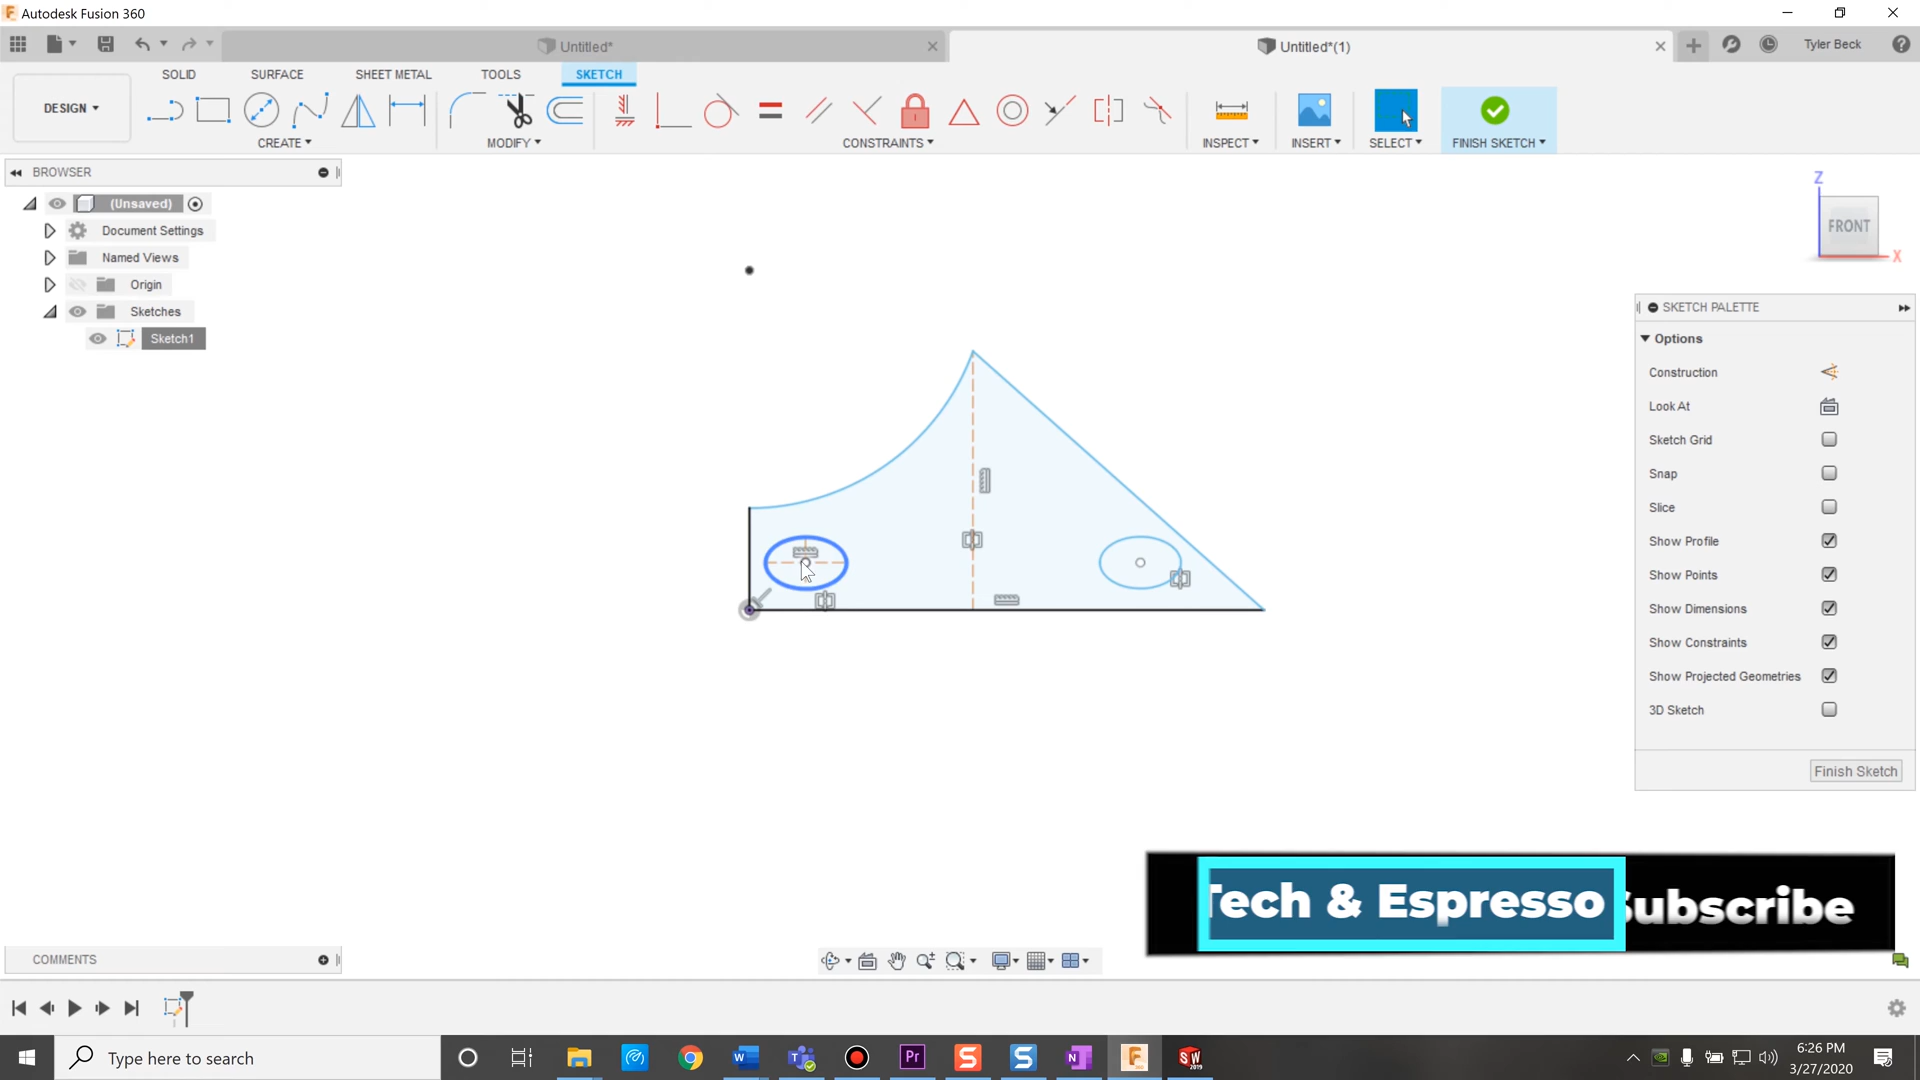 Autodesk Fusion 360
Untitled*
Untitled*(1)
Tyler Beck
DESIGN
SOLID
SURFACE
SHEET METAL
TOOLS
SKETCH
CREATE
MODIFY
CONSTRAINTS
INSPECT
INSERT
SELECT
FINISH SKETCH
BROWSER
(Unsaved)
Document Settings
Named Views
Origin
Sketches
Sketch1
Z
FRONT
X
SKETCH PALETTE
Options
Construction
Look At
Sketch Grid
Snap
Slice
Show Profile
Show Points
Show Dimensions
Show Constraints
Show Projected Geometries
3D Sketch
Finish Sketch
Tech & Espresso
Subscribe
COMMENTS
Type here to search
Pr
6:26 PM
3/27/2020